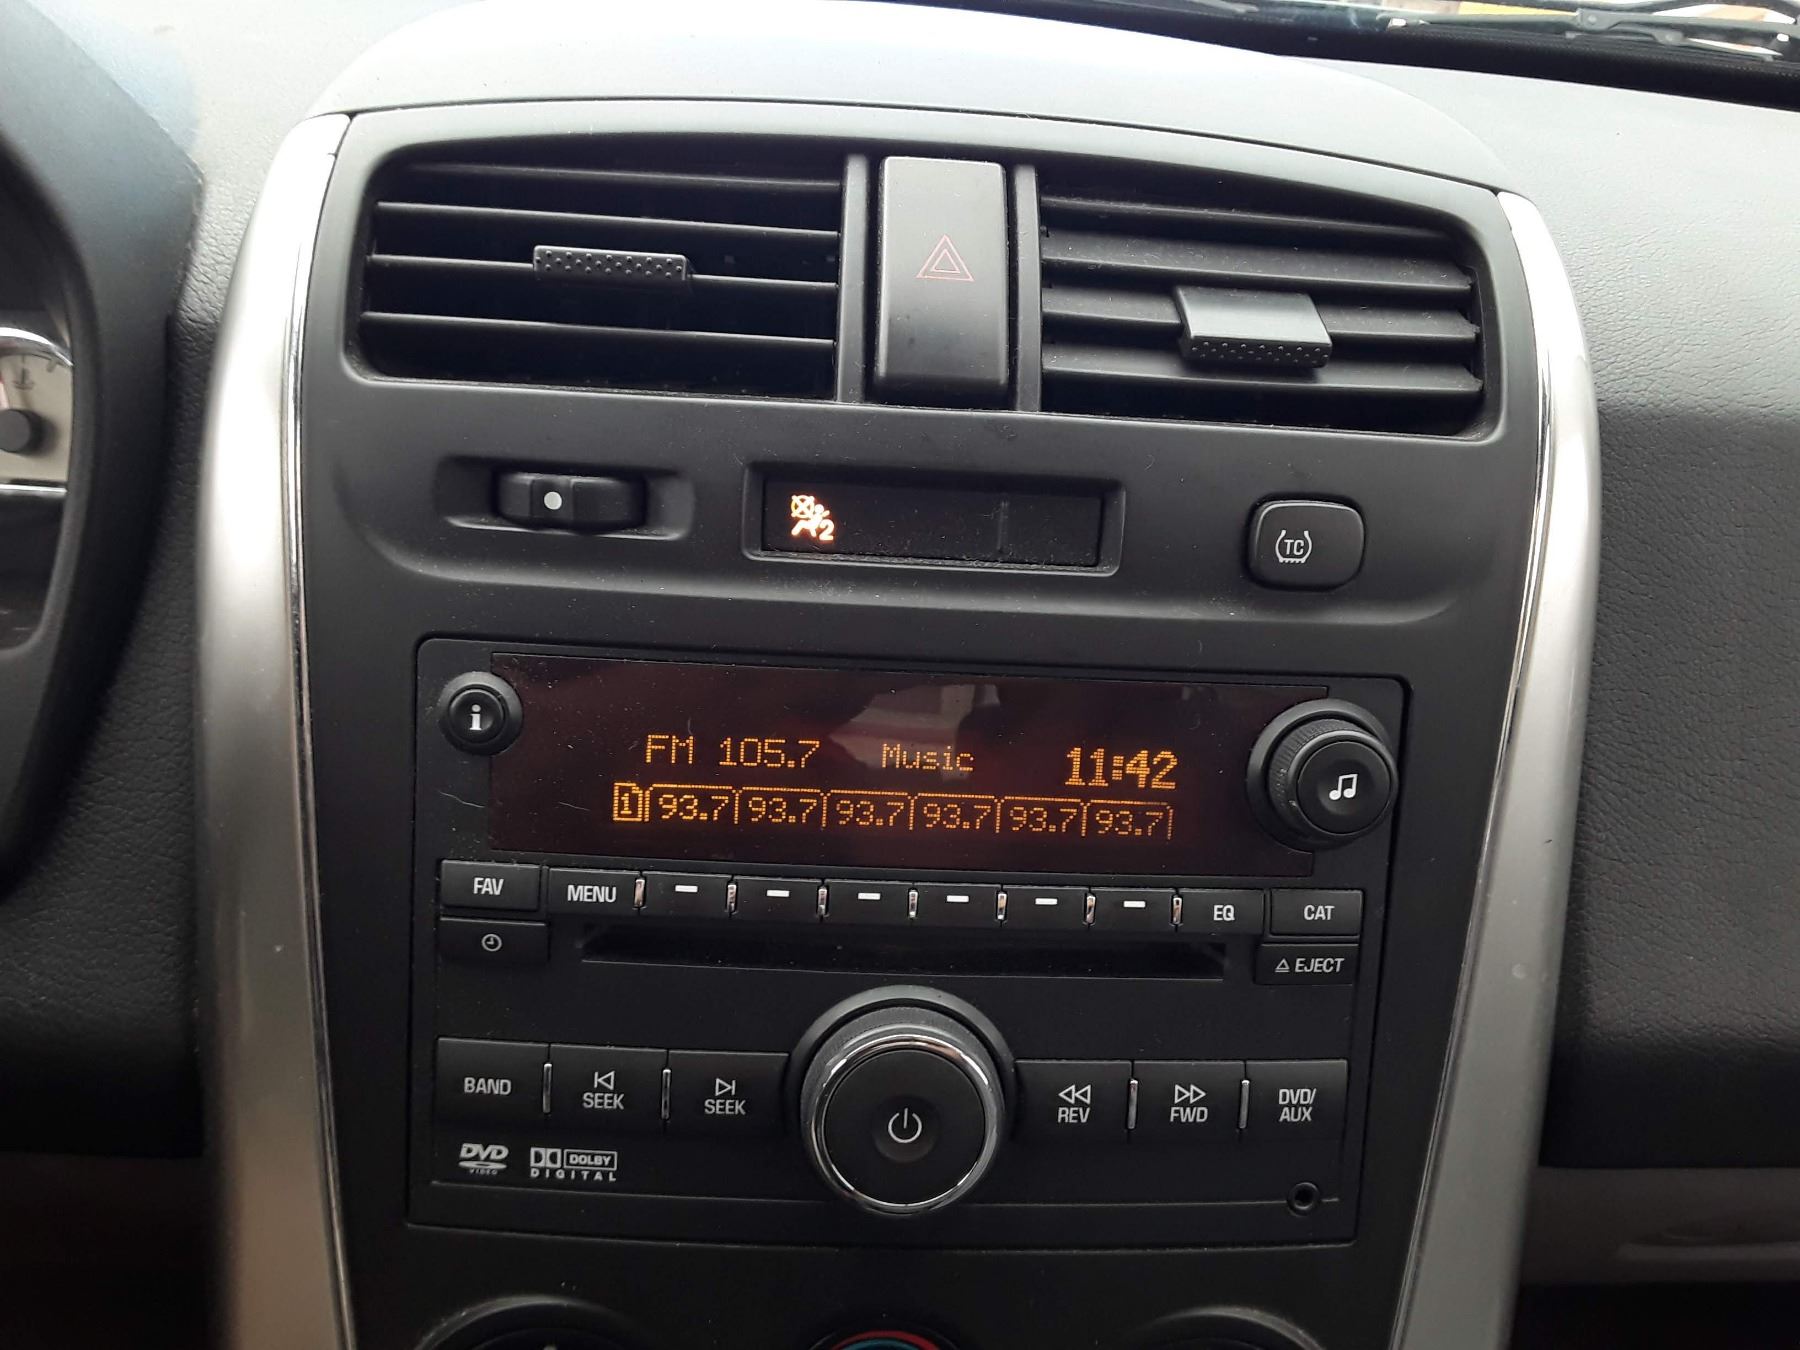 2
TC
i
FM 105.7 Music 11:42
1 93.7 93.7 93.7 93.7 93.7 93.7
FAV MENU EQ CAT
EJECT
BAND SEEK SEEK REV FWD DVD/
AUX
DVD
VIDEO
DOLBY
DIGITAL